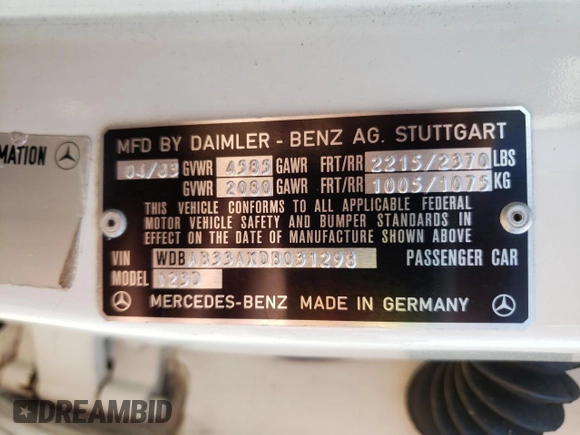 MATION
MFD BY DAIMLER - BENZ AG. STUTTGART
GVWR 4585 GAWR FRT/RR 2215/2370 LBS
GVWR 2080 GAWR FRT/RR 1005/1075 KG
THIS VEHICLE CONFORMS TO ALL APPLICABLE FEDERAL
MOTOR VEHICLE SAFETY AND BUMPER STANDARDS IN
EFFECT ON THE DATE OF MANUFACTURE SHOWN ABOVE
VIN WDBAB33AXDB031298 PASSENGER CAR
MODEL 123D
MERCEDES-BENZ MADE IN GERMANY
DREAMBID